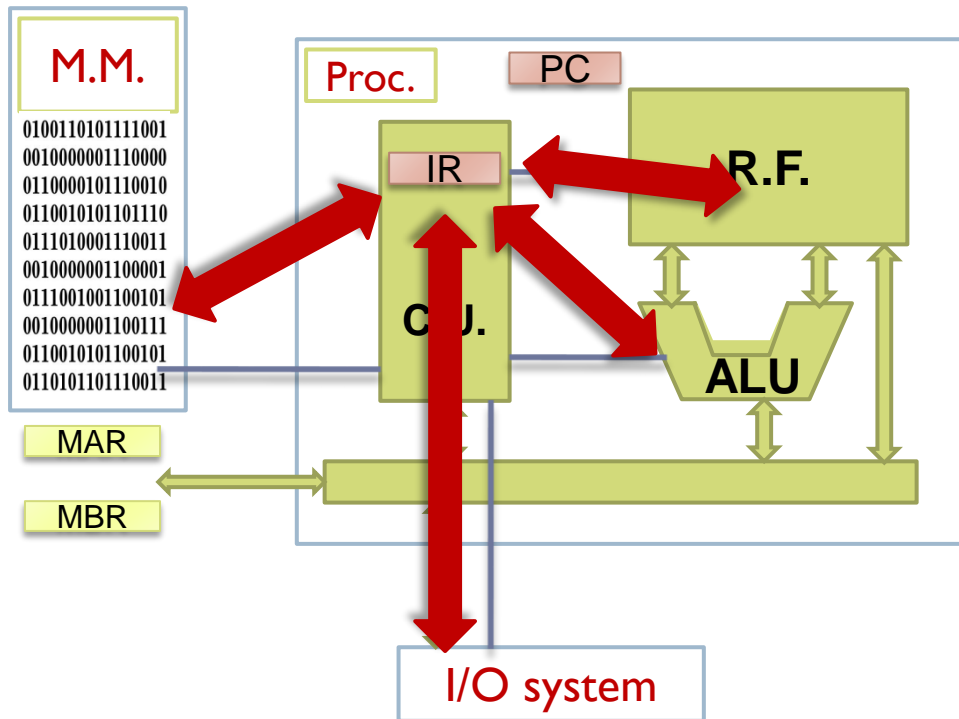 M.M.
0100110101111001
0010000001110000
0110000101110010
0110010101101110
0111010001110011
0010000001100001
0111001001100101
0010000001100111
0110010101100101
0110101101110011
MAR
MBR
Proc.
PC
IR
R.F.
C.U.
ALU
I/O system